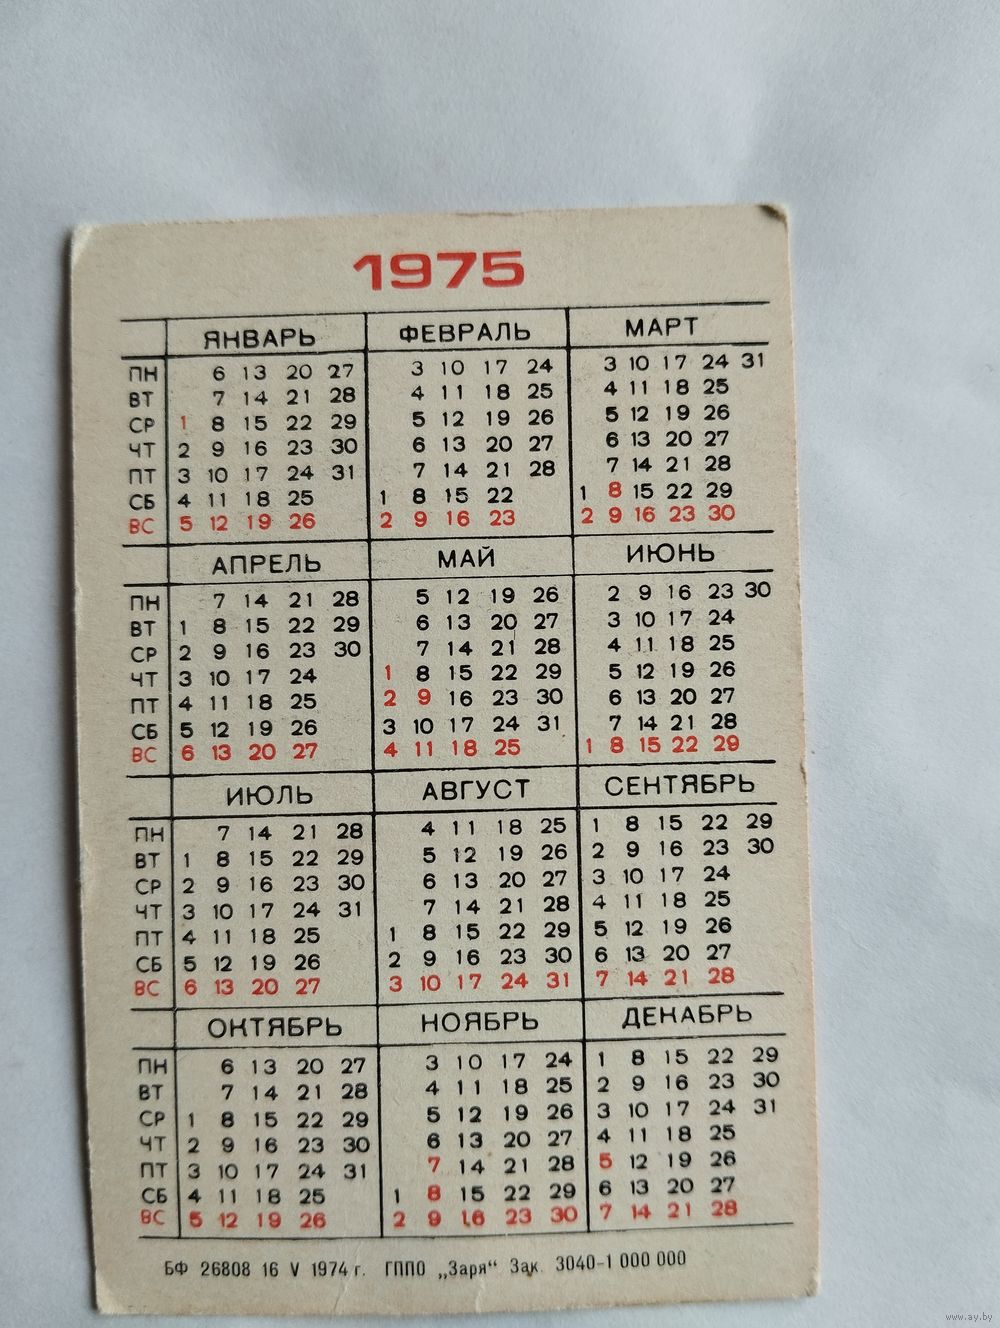 1975
ЯНВАРЬ ФЕВРАЛЬ МАРТ
ПН 6 13 20 27 3 10 17 24 3 10 17 24 31
ВТ 7 14 21 28 4 11 18 25 4 11 18 25
СР 1 8 15 22 29 5 12 19 26 5 12 19 26
ЧТ 2 9 16 23 30 6 13 20 27 6 13 20 27
ПТ 3 10 17 24 31 7 14 21 28 7 14 21 28
СБ 4 11 18 25 1 8 15 22 1 8 15 22 29
ВС 5 12 19 26 2 9 16 23 2 9 16 23 30
АПРЕЛЬ МАЙ ИЮНЬ
ПН 7 14 21 28 5 12 19 26 2 9 16 23 30
ВТ 1 8 15 22 29 6 13 20 27 3 10 17 24
СР 2 9 16 23 30 7 14 21 28 4 11 18 25
ЧТ 3 10 17 24 1 8 15 22 29 5 12 19 26
ПТ 4 11 18 25 2 9 16 23 30 6 13 20 27
СБ 5 12 19 26 3 10 17 24 31 7 14 21 28
ВС 6 13 20 27 4 11 18 25 1 8 15 22 29
ИЮЛЬ АВГУСТ СЕНТЯБРЬ
ПН 7 14 21 28 4 11 18 25 1 8 15 22 29
ВТ 1 8 15 22 29 5 12 19 26 2 9 16 23 30
СР 2 9 16 23 30 6 13 20 27 3 10 17 24
ЧТ 3 10 17 24 31 7 14 21 28 4 11 18 25
ПТ 4 11 18 25 1 8 15 22 29 5 12 19 26
СБ 5 12 19 26 2 9 16 23 30 6 13 20 27
ВС 6 13 20 27 3 10 17 24 31 7 14 21 28
ОКТЯБРЬ НОЯБРЬ ДЕКАБРЬ
ПН 6 13 20 27 3 10 17 24 1 8 15 22 29
ВТ 7 14 21 28 4 11 18 25 2 9 16 23 30
СР 1 8 15 22 29 5 12 19 26 3 10 17 24 31
ЧТ 2 9 16 23 30 6 13 20 27 4 11 18 25
ПТ 3 10 17 24 31 7 14 21 28 5 12 19 26
СБ 4 11 18 25 1 8 15 22 29 6 13 20 27
ВС 5 12 19 26 2 9 16 23 30 7 14 21 28
БФ 26808 16 V 1974 г. ГППО „Заря“ Зак. 3040-1 000 000
www.ay.by